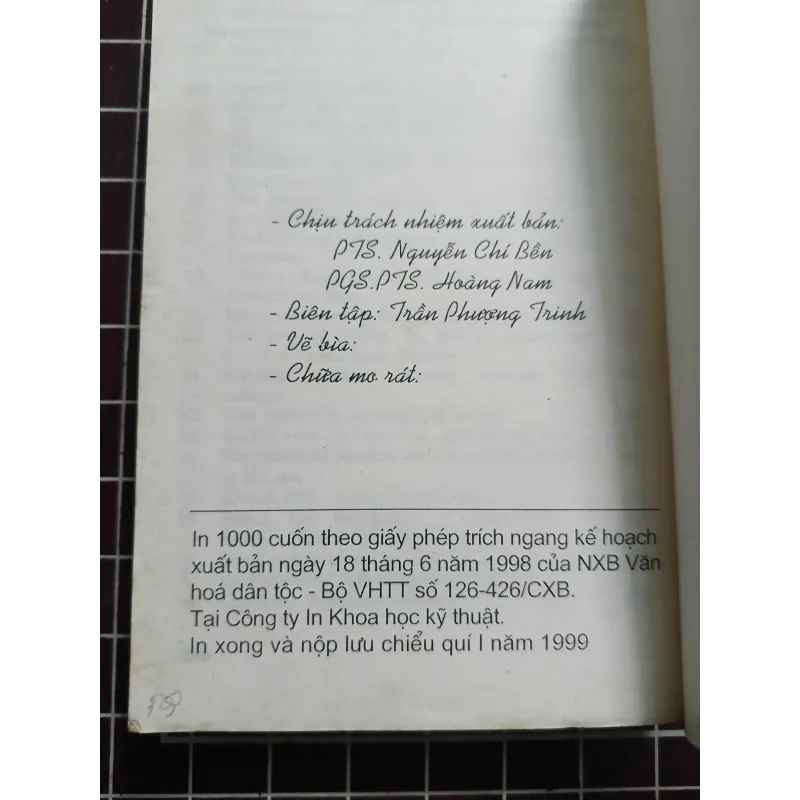 - Chịu trách nhiệm xuất bản:
PTS. Nguyễn Chí Bền
PGS.PTS. Hoàng Nam
- Biên tập: Trần Phượng Trinh
- Vẽ bìa:
- Chữa mo rát:
In 1000 cuốn theo giấy phép trích ngang kế hoạch
xuất bản ngày 18 tháng 6 năm 1998 của NXB Văn
hoá dân tộc - Bộ VHTT số 126-426/CXB.
Tại Công ty In Khoa học kỹ thuật.
In xong và nộp lưu chiểu quí I năm 1999